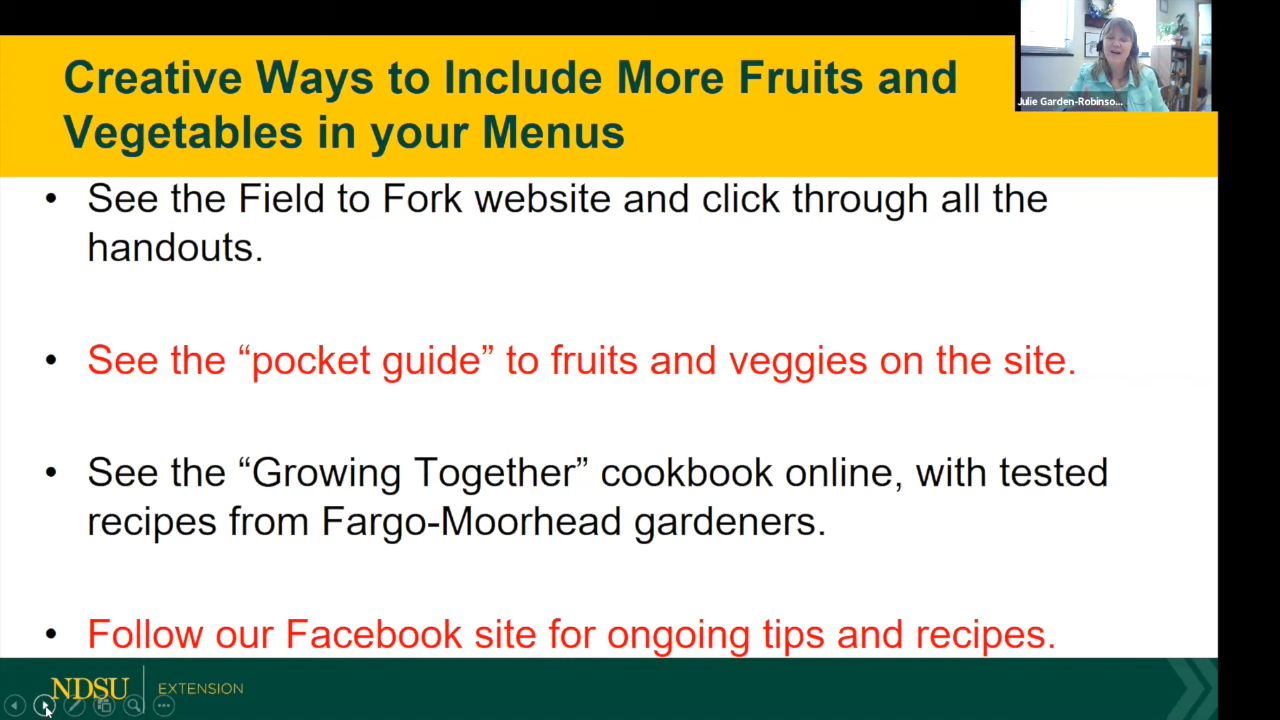 Creative Ways to Include More Fruits and
Vegetables in your Menus
Julie Garden-Robinso...
• See the Field to Fork website and click through all the
handouts.
• See the “pocket guide” to fruits and veggies on the site.
• See the “Growing Together” cookbook online, with tested
recipes from Fargo-Moorhead gardeners.
• Follow our Facebook site for ongoing tips and recipes.
NDSU EXTENSION